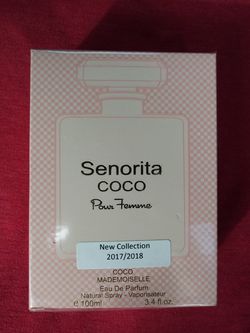 Senorita
COCO
Pour Femme
New Collection
2017/2018
COCO
MADEMOISELLE
Eau De Parfum
Natural Spray - Vaporisateur
e 100ml 3.4 fl.oz.